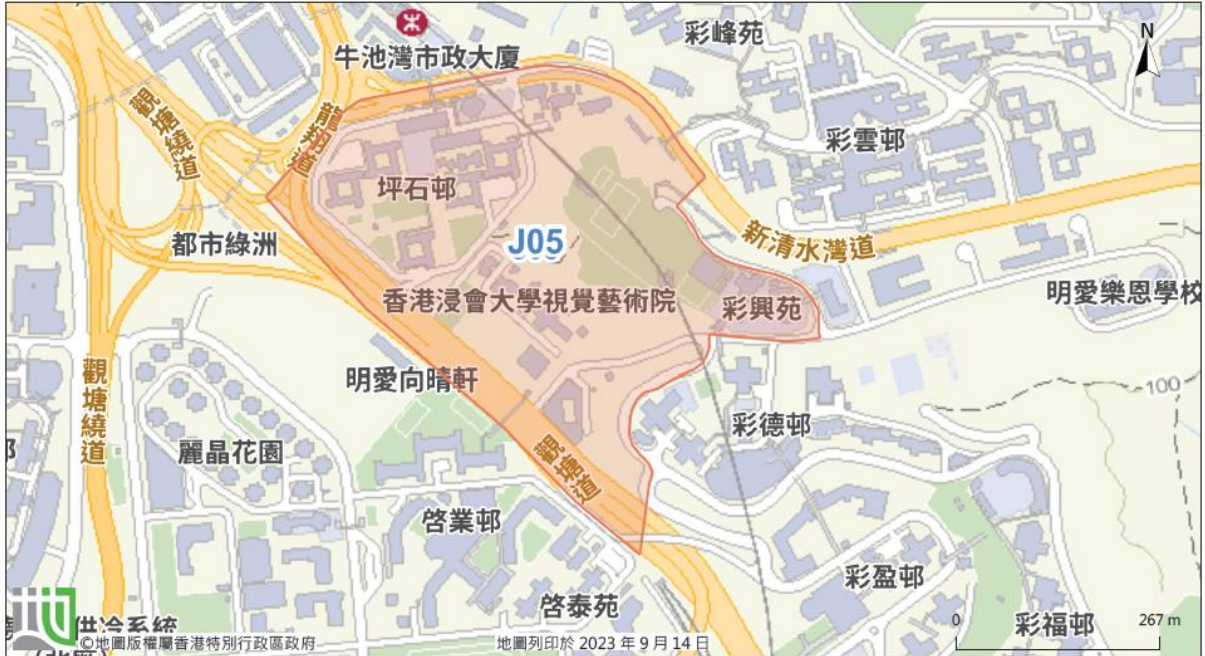 彩峰苑
N
牛池灣市政大廈
觀塘繞道
龍翔道
彩雲邨
坪石邨
都市綠洲
J05
新清水灣道
香港浸會大學視覺藝術院
彩興苑
明愛樂恩學校
觀塘繞道
明愛向晴軒
100
彩德邨
麗晶花園
觀塘道
啓業邨
彩盈邨
啓泰苑
0
267 m
彩福邨
供冷系統
©地圖版權屬香港特別行政區政府
地圖列印於 2023 年 9 月 14 日